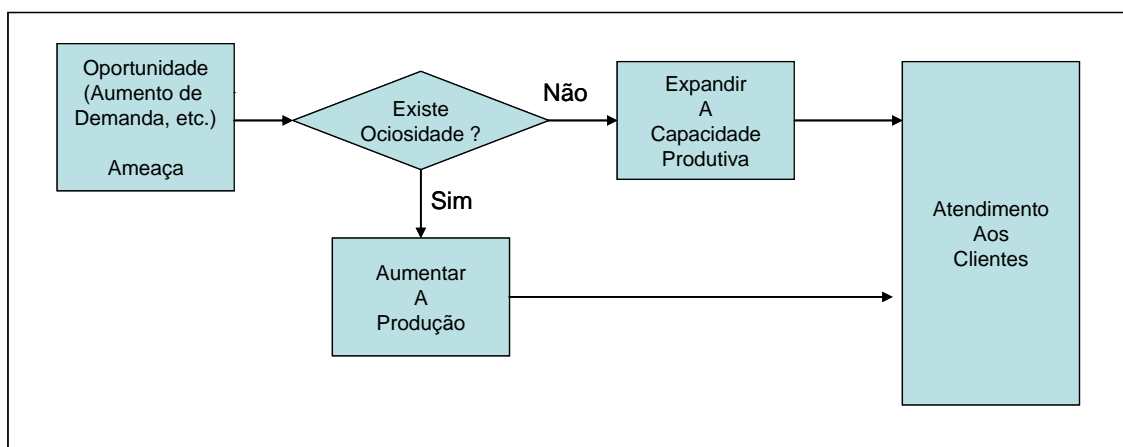 Oportunidade
(Aumento de
Demanda, etc.)
Ameaça
Existe
Ociosidade ?
Não
Expandir
A
Capacidade
Produtiva
Sim
Aumentar
A
Produção
Atendimento
Aos
Clientes